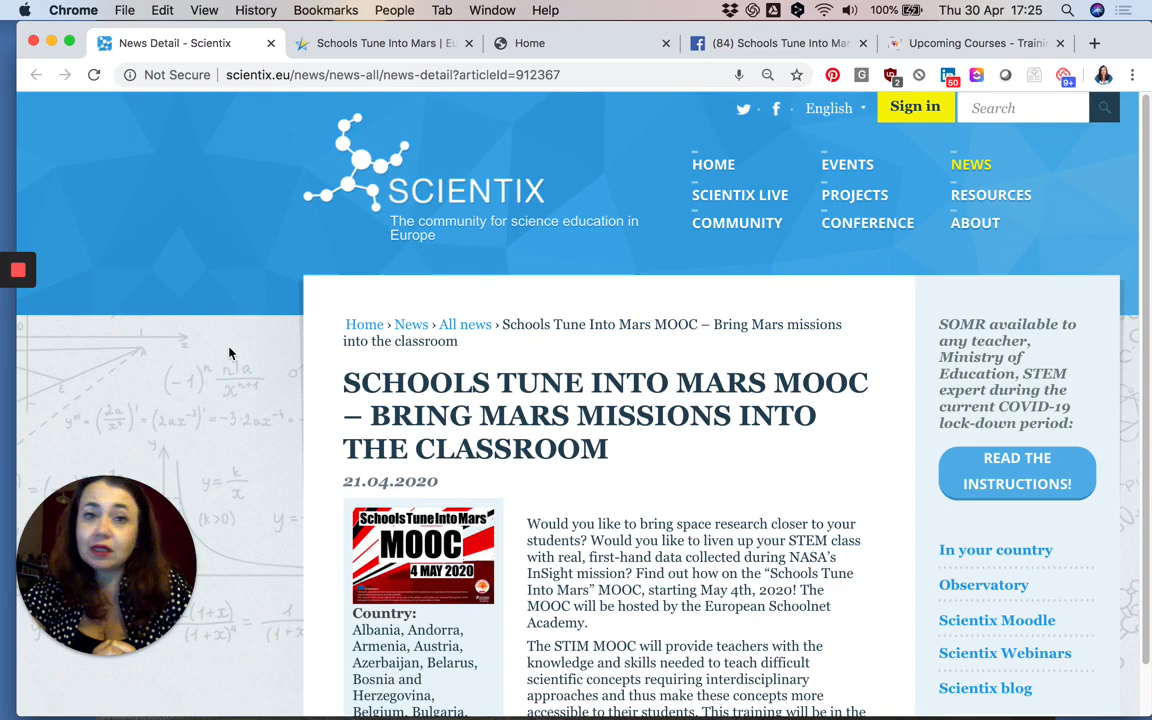 Chrome File Edit View History Bookmarks People Tab Window Help 100% Thu 30 Apr 17:25
News Detail - Scientix
Schools Tune Into Mars | Eu
Home
(84) Schools Tune Into Mar
Upcoming Courses - Trainin
Not Secure scientix.eu/news/news-all/news-detail?articleId=912367
2
50
9+
English Sign in Search
SCIENTIX
The community for science education in
Europe
HOME EVENTS NEWS
SCIENTIX LIVE PROJECTS RESOURCES
COMMUNITY CONFERENCE ABOUT
Home › News › All news › Schools Tune Into Mars MOOC – Bring Mars missions
into the classroom
SCHOOLS TUNE INTO MARS MOOC
– BRING MARS MISSIONS INTO
THE CLASSROOM
21.04.2020
Schools Tune Into Mars
MOOC
4 MAY 2020
Country:
Albania, Andorra,
Armenia, Austria,
Azerbaijan, Belarus,
Bosnia and
Herzegovina,
Belgium, Bulgaria,
Would you like to bring space research closer to your
students? Would you like to liven up your STEM class
with real, first-hand data collected during NASA's
InSight mission? Find out how on the “Schools Tune
Into Mars” MOOC, starting May 4th, 2020! The
MOOC will be hosted by the European Schoolnet
Academy.
The STIM MOOC will provide teachers with the
knowledge and skills needed to teach difficult
scientific concepts requiring interdisciplinary
approaches and thus make these concepts more
accessible to their students. This training will be in the
SOMR available to
any teacher,
Ministry of
Education, STEM
expert during the
current COVID-19
lock-down period:
READ THE
INSTRUCTIONS!
In your country
Observatory
Scientix Moodle
Scientix Webinars
Scientix blog